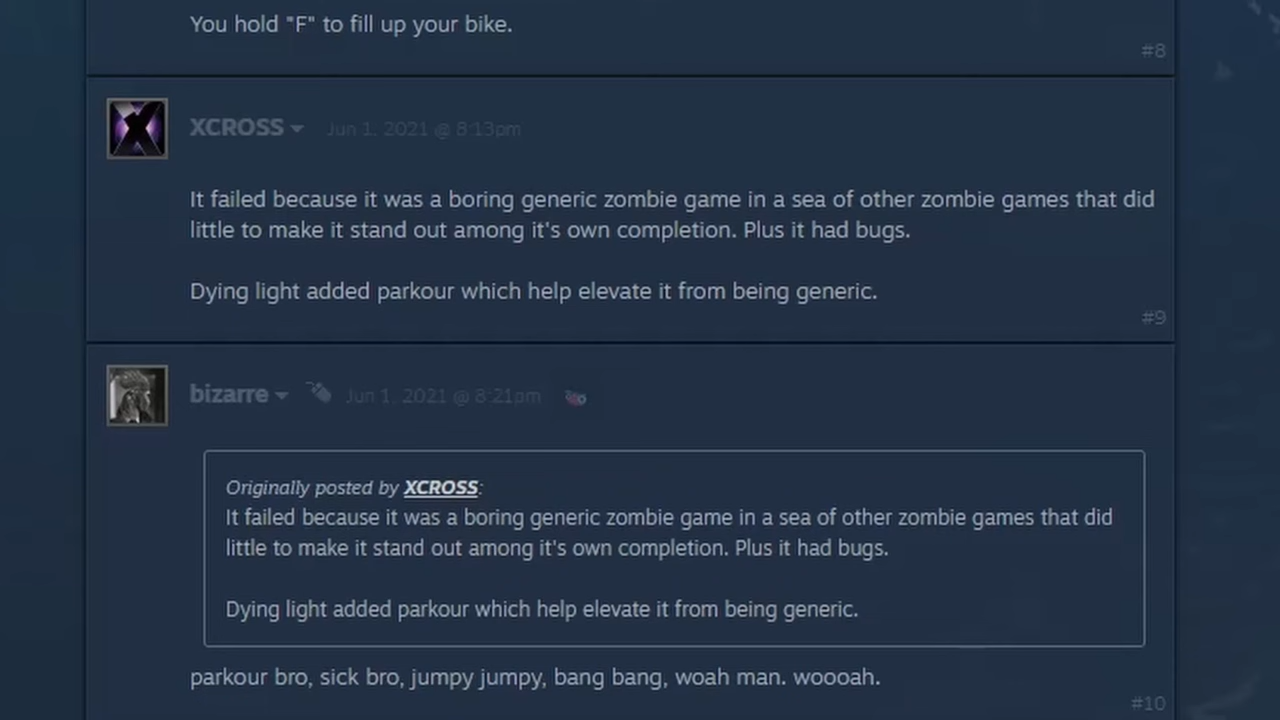 You hold "F" to fill up your bike.
#8
XCROSS
Jun 1, 2021 @ 8:13pm
It failed because it was a boring generic zombie game in a sea of other zombie games that did
little to make it stand out among it's own completion. Plus it had bugs.
Dying light added parkour which help elevate it from being generic.
#9
bizarre
Jun 1, 2021 @ 8:21pm
Originally posted by XCROSS:
It failed because it was a boring generic zombie game in a sea of other zombie games that did
little to make it stand out among it's own completion. Plus it had bugs.
Dying light added parkour which help elevate it from being generic.
parkour bro, sick bro, jumpy jumpy, bang bang, woah man. woooah.
#10